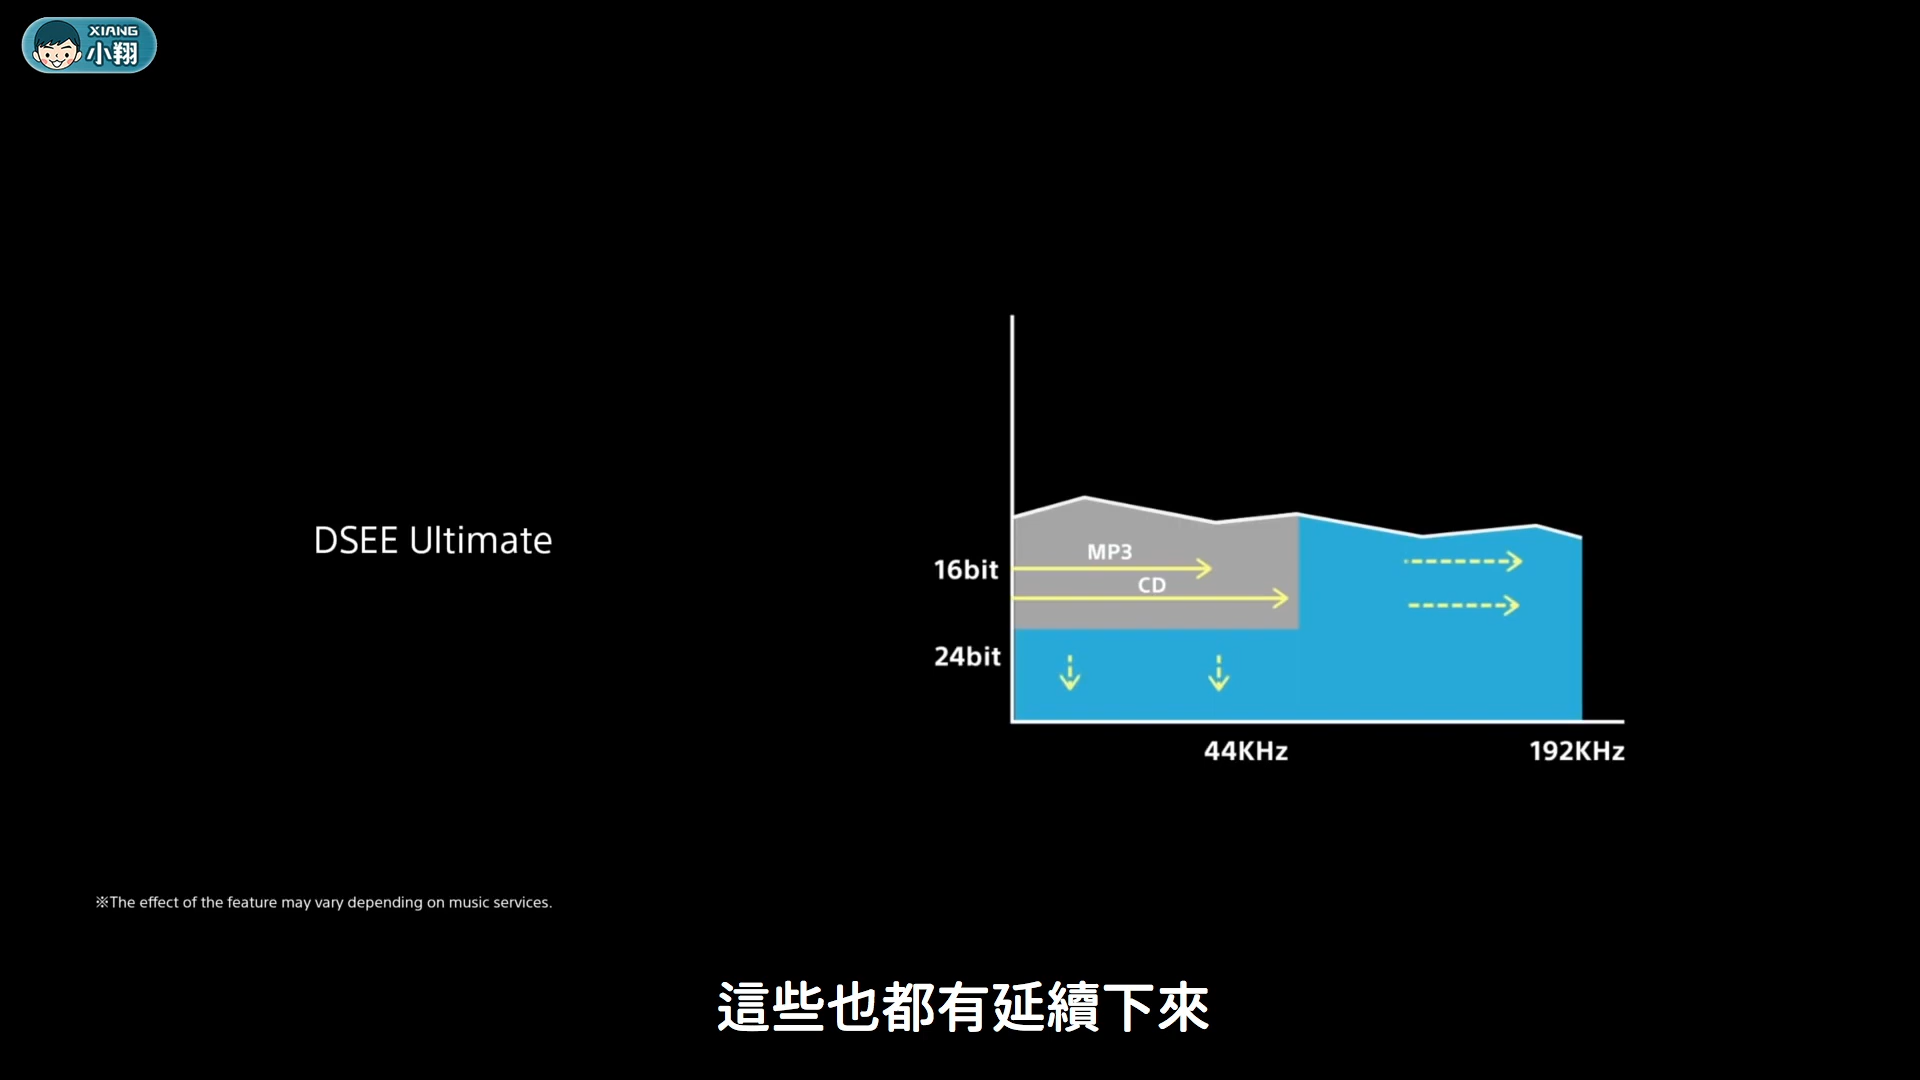 XIANG
小翔
DSEE Ultimate
MP3
16bit
CD
24bit
44KHz
192KHz
※The effect of the feature may vary depending on music services.
這些也都有延續下來